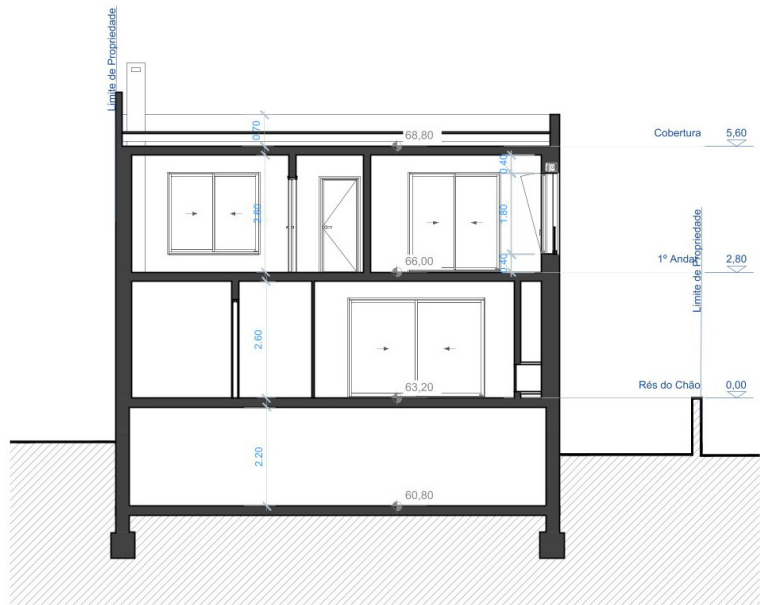 Limite de Propriedade
0.70
68,80
Cobertura 5,60
0.40
2.60
1.80
Limite de Propriedade
66,00
0.40
1º Andar 2,80
2.60
63,20
Rés do Chão 0,00
2.20
60,80